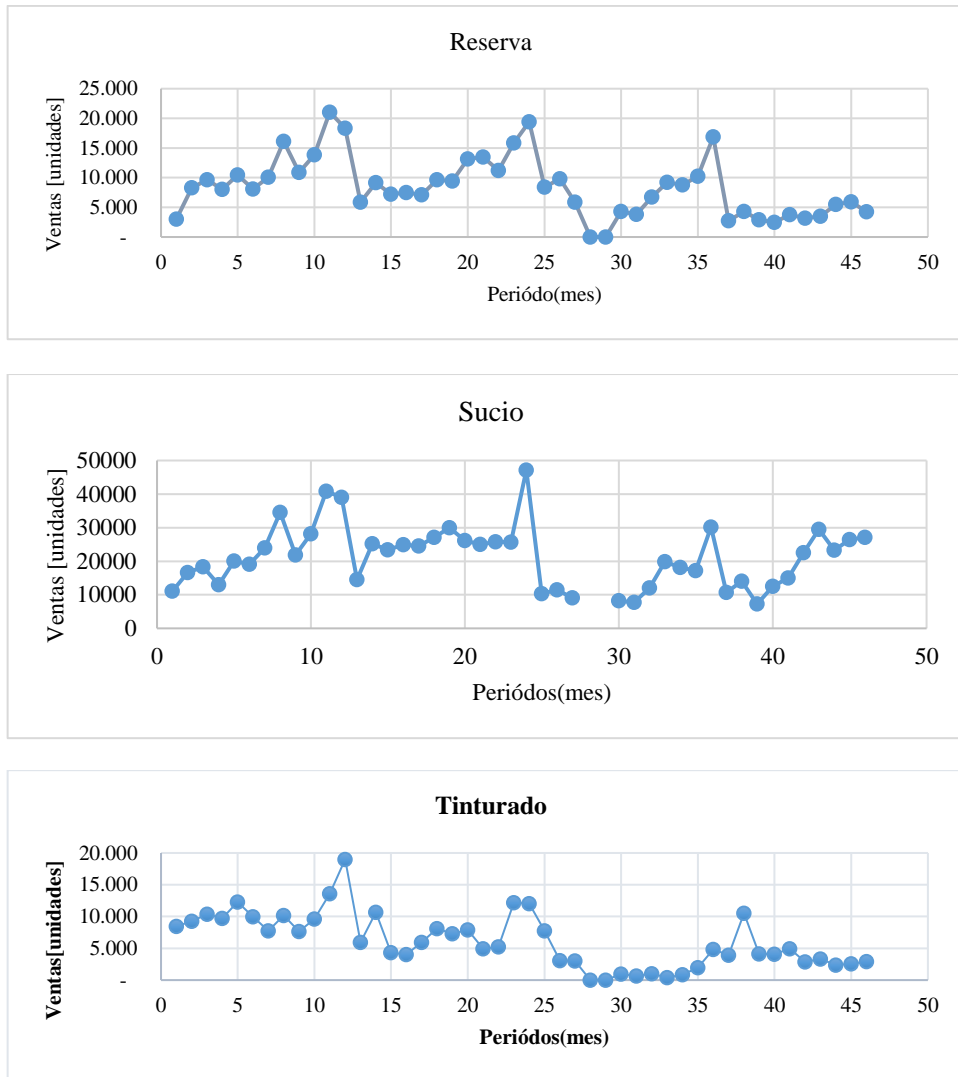 Reserva
Ventas [unidades]
25.000
20.000
15.000
10.000
5.000
-
0 5 10 15 20 25 30 35 40 45 50
Periódo(mes)
Sucio
Ventas [unidades]
50000
40000
30000
20000
10000
0
0 10 20 30 40 50
Periódos(mes)
Tinturado
Ventas[unidades]
20.000
15.000
10.000
5.000
-
0 5 10 15 20 25 30 35 40 45 50
Periódos(mes)